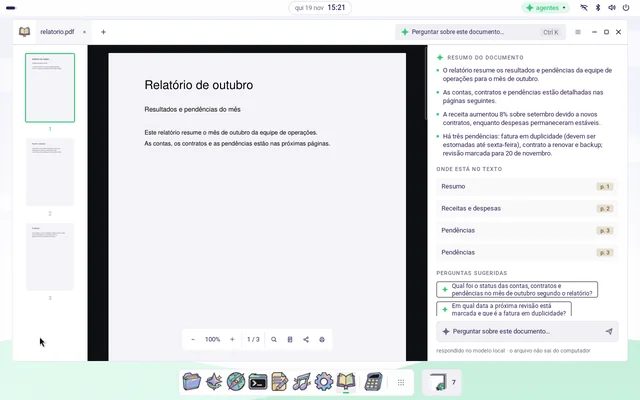 qui 19 nov 15:21
agentes
relatorio.pdf
Perguntar sobre este documento...
Ctrl K
1
2
3
Relatório de outubro
Resultados e pendências do mês
Este relatório resume o mês de outubro da equipe de operações.
As contas, os contratos e as pendências estão nas próximas páginas.
100%
1 / 3
RESUMO DO DOCUMENTO
O relatório resume os resultados e pendências da equipe de
operações para o mês de outubro.
As contas, contratos e pendências estão detalhadas nas
páginas seguintes.
A receita aumentou 8% sobre setembro devido a novos
contratos, enquanto despesas permaneceram estáveis.
Há três pendências: fatura em duplicidade (devem ser
estornadas até sexta-feira), contrato a renovar e backup;
revisão marcada para 20 de novembro.
ONDE ESTÁ NO TEXTO
Resumo p. 1
Receitas e despesas p. 2
Pendências p. 3
Pendências p. 3
PERGUNTAS SUGERIDAS
Qual foi o status das contas, contratos e
pendências no mês de outubro segundo o relatório?
Em qual data a próxima revisão está
marcada e que é a fatura em duplicidade?
Perguntar sobre este documento...
respondido no modelo local · o arquivo não sai do computador
7